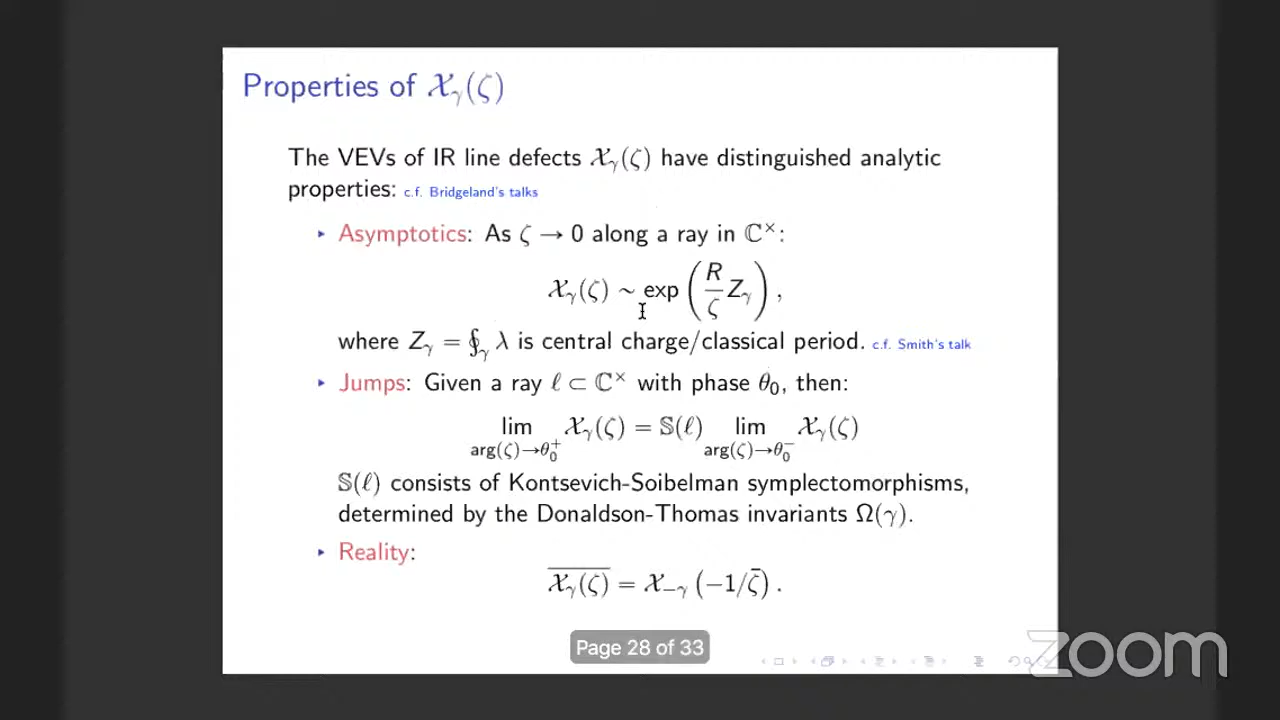 Properties of 𝒳_γ(ζ)
The VEVs of IR line defects 𝒳_γ(ζ) have distinguished analytic
properties: c.f. Bridgeland's talks
▸ Asymptotics: As ζ → 0 along a ray in ℂ^×:
𝒳_γ(ζ) ~ exp (R/ζ Z_γ) ,
where Z_γ = ∮_γ λ is central charge/classical period. c.f. Smith's talk
▸ Jumps: Given a ray ℓ ⊂ ℂ^× with phase θ_0, then:
lim_{arg(ζ)→θ_0^+} 𝒳_γ(ζ) = 𝕊(ℓ) lim_{arg(ζ)→θ_0^-} 𝒳_γ(ζ)
𝕊(ℓ) consists of Kontsevich-Soibelman symplectomorphisms,
determined by the Donaldson-Thomas invariants Ω(γ).
▸ Reality:
\overline{𝒳_γ(ζ)} = 𝒳_{−γ} (−1/\bar{ζ}) .
Page 28 of 33
zoom